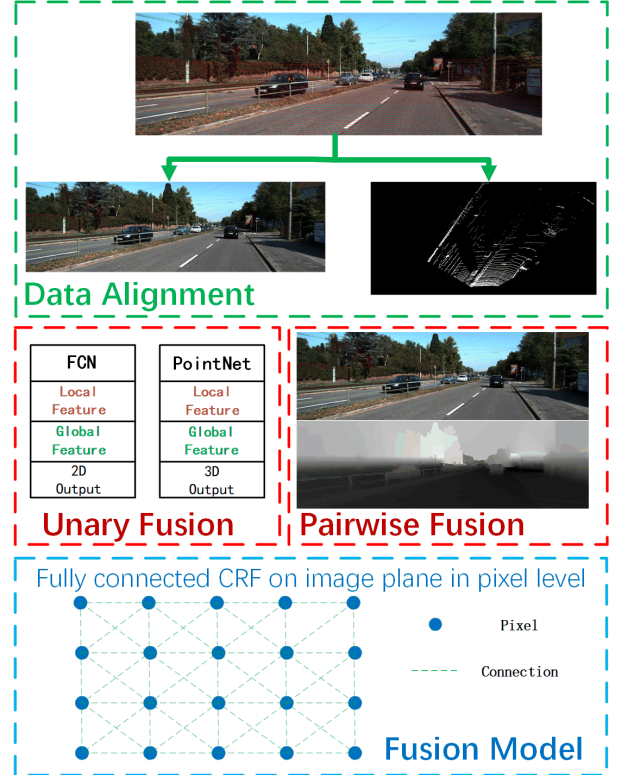 Data Alignment
FCN
Local
Feature
Global
Feature
2D
Output
PointNet
Local
Feature
Global
Feature
3D
Output
Unary Fusion
Pairwise Fusion
Fully connected CRF on image plane in pixel level
Pixel
Connection
Fusion Model